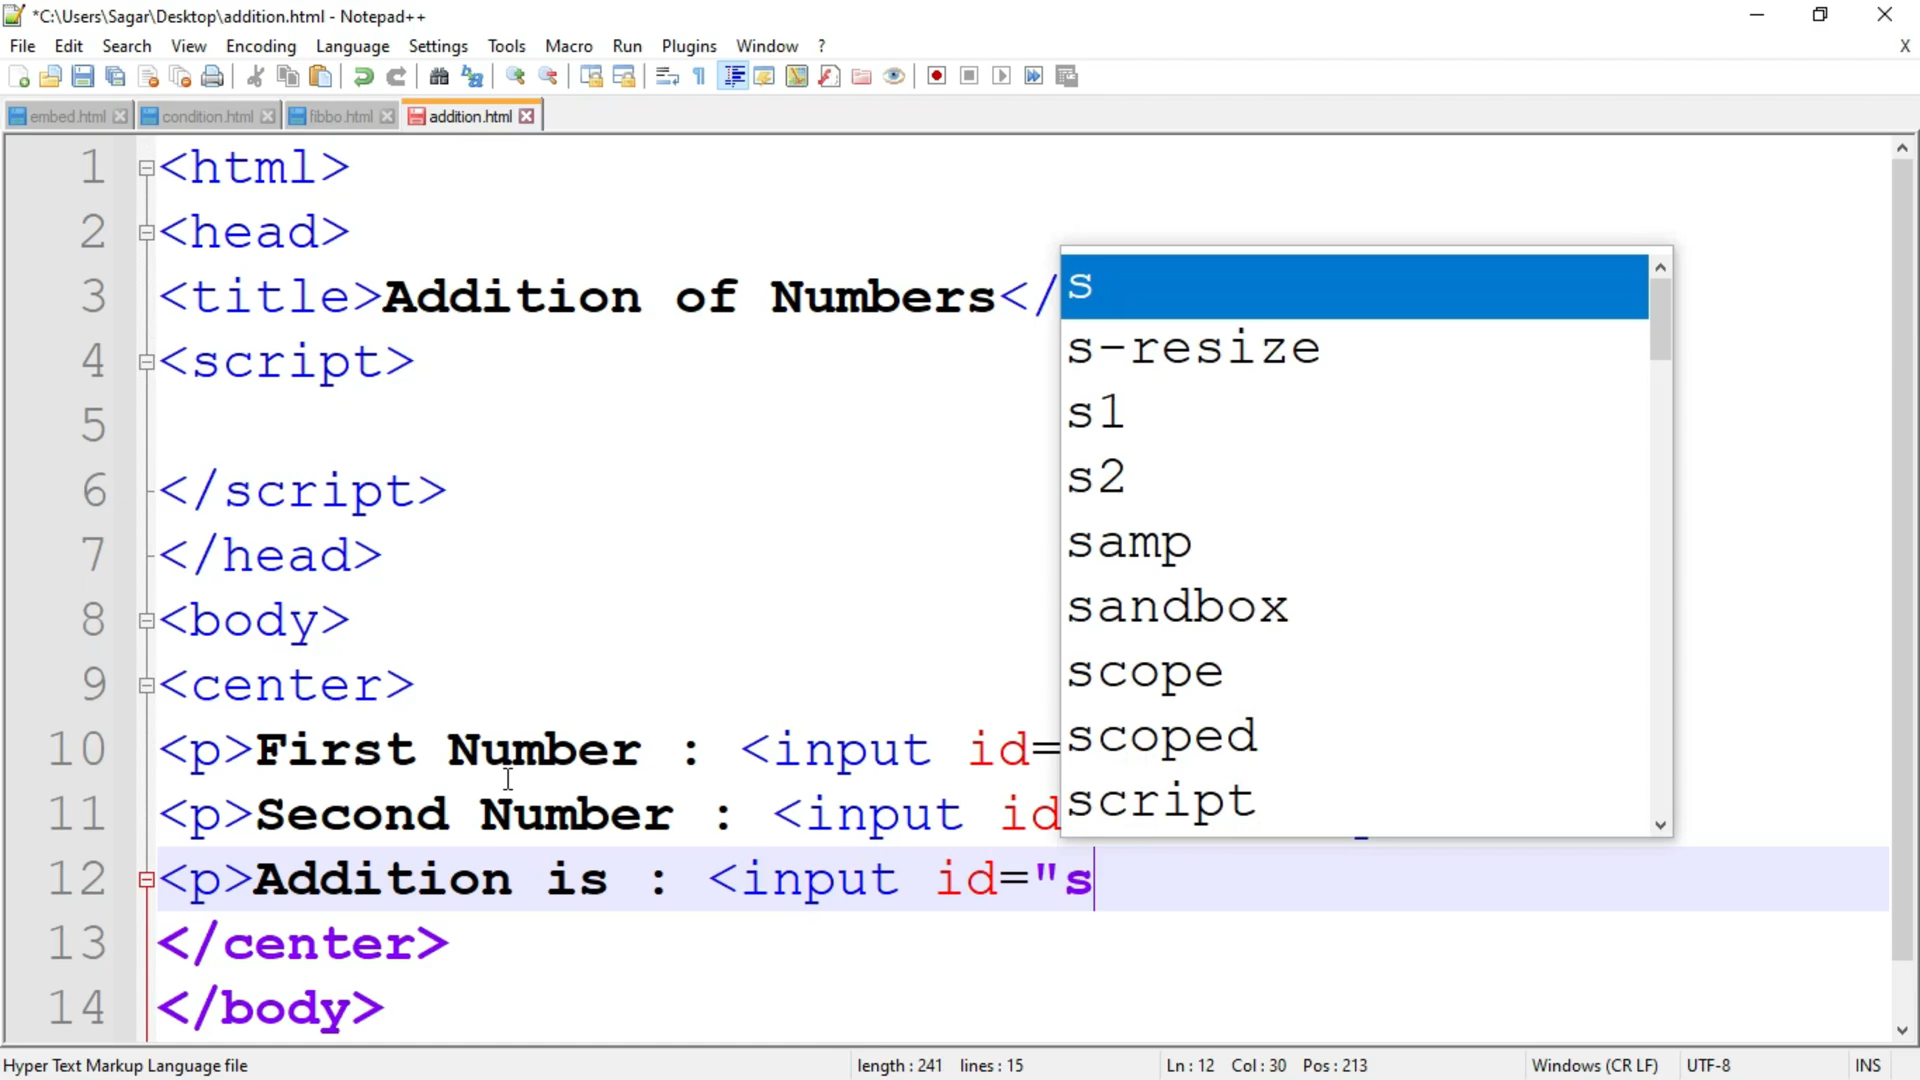 *C:\Users\Sagar\Desktop\addition.html - Notepad++
File Edit Search View Encoding Language Settings Tools Macro Run Plugins Window ? X
embed.html condition.html fibbo.html addition.html
1 <html>
2 <head>
3 <title>Addition of Numbers</
4 <script>
5
6 </script>
7 </head>
8 <body>
9 <center>
10 <p>First Number : <input id=
11 <p>Second Number : <input id
12 <p>Addition is : <input id="s
13 </center>
14 </body>
s
s-resize
s1
s2
samp
sandbox
scope
scoped
script
Hyper Text Markup Language file length : 241 lines : 15 Ln : 12 Col : 30 Pos : 213 Windows (CR LF) UTF-8 INS